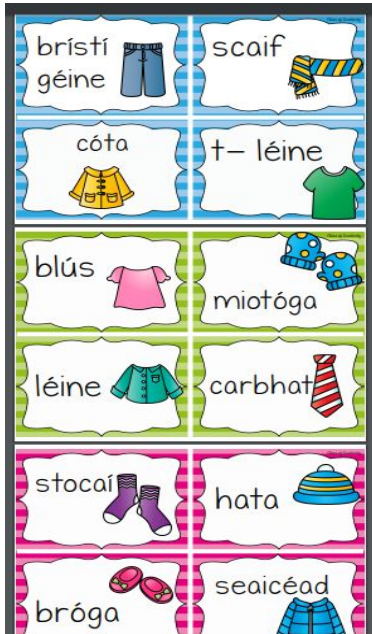 brístí
géine
scaif
cóta
t- léine
blús
miotóga
léine
carbhat
stocaí
hata
bróga
seaicéad